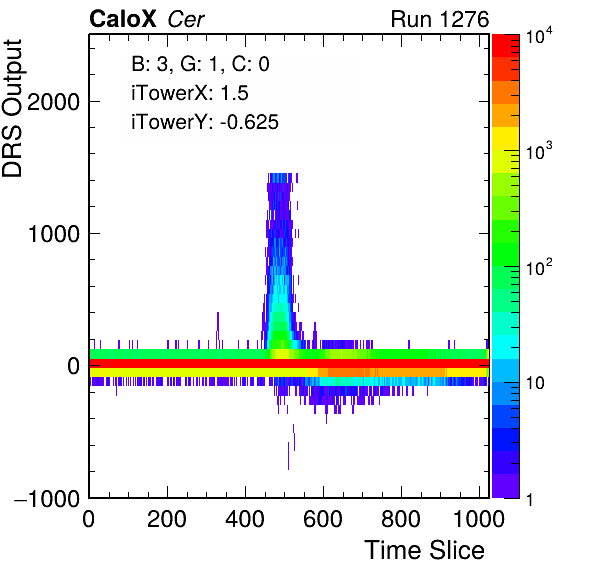 CaloX Cer
Run 1276
B: 3, G: 1, C: 0
iTowerX: 1.5
iTowerY: -0.625
DRS Output
2000
1000
0
−1000
0 200 400 600 800 1000
Time Slice
10^4
10^3
10^2
10
1